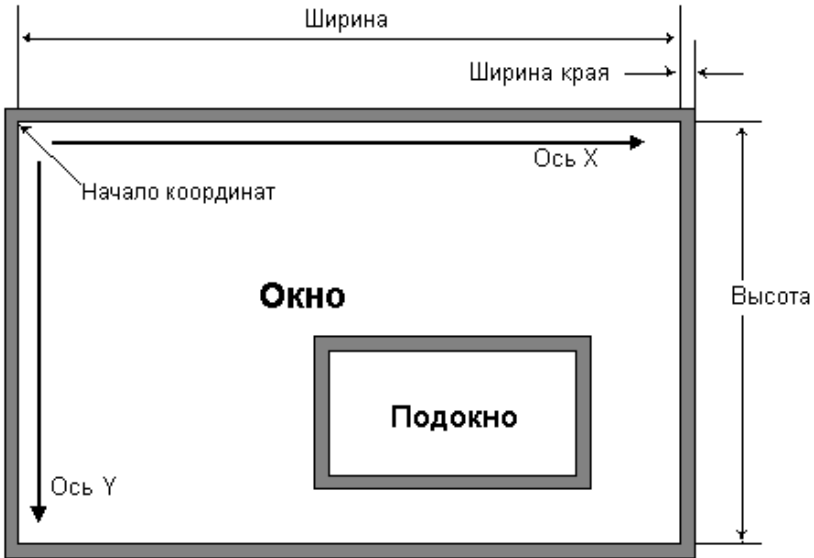 Ширина
Ширина края
Ось X
Начало координат
Окно
Высота
Подокно
Ось Y